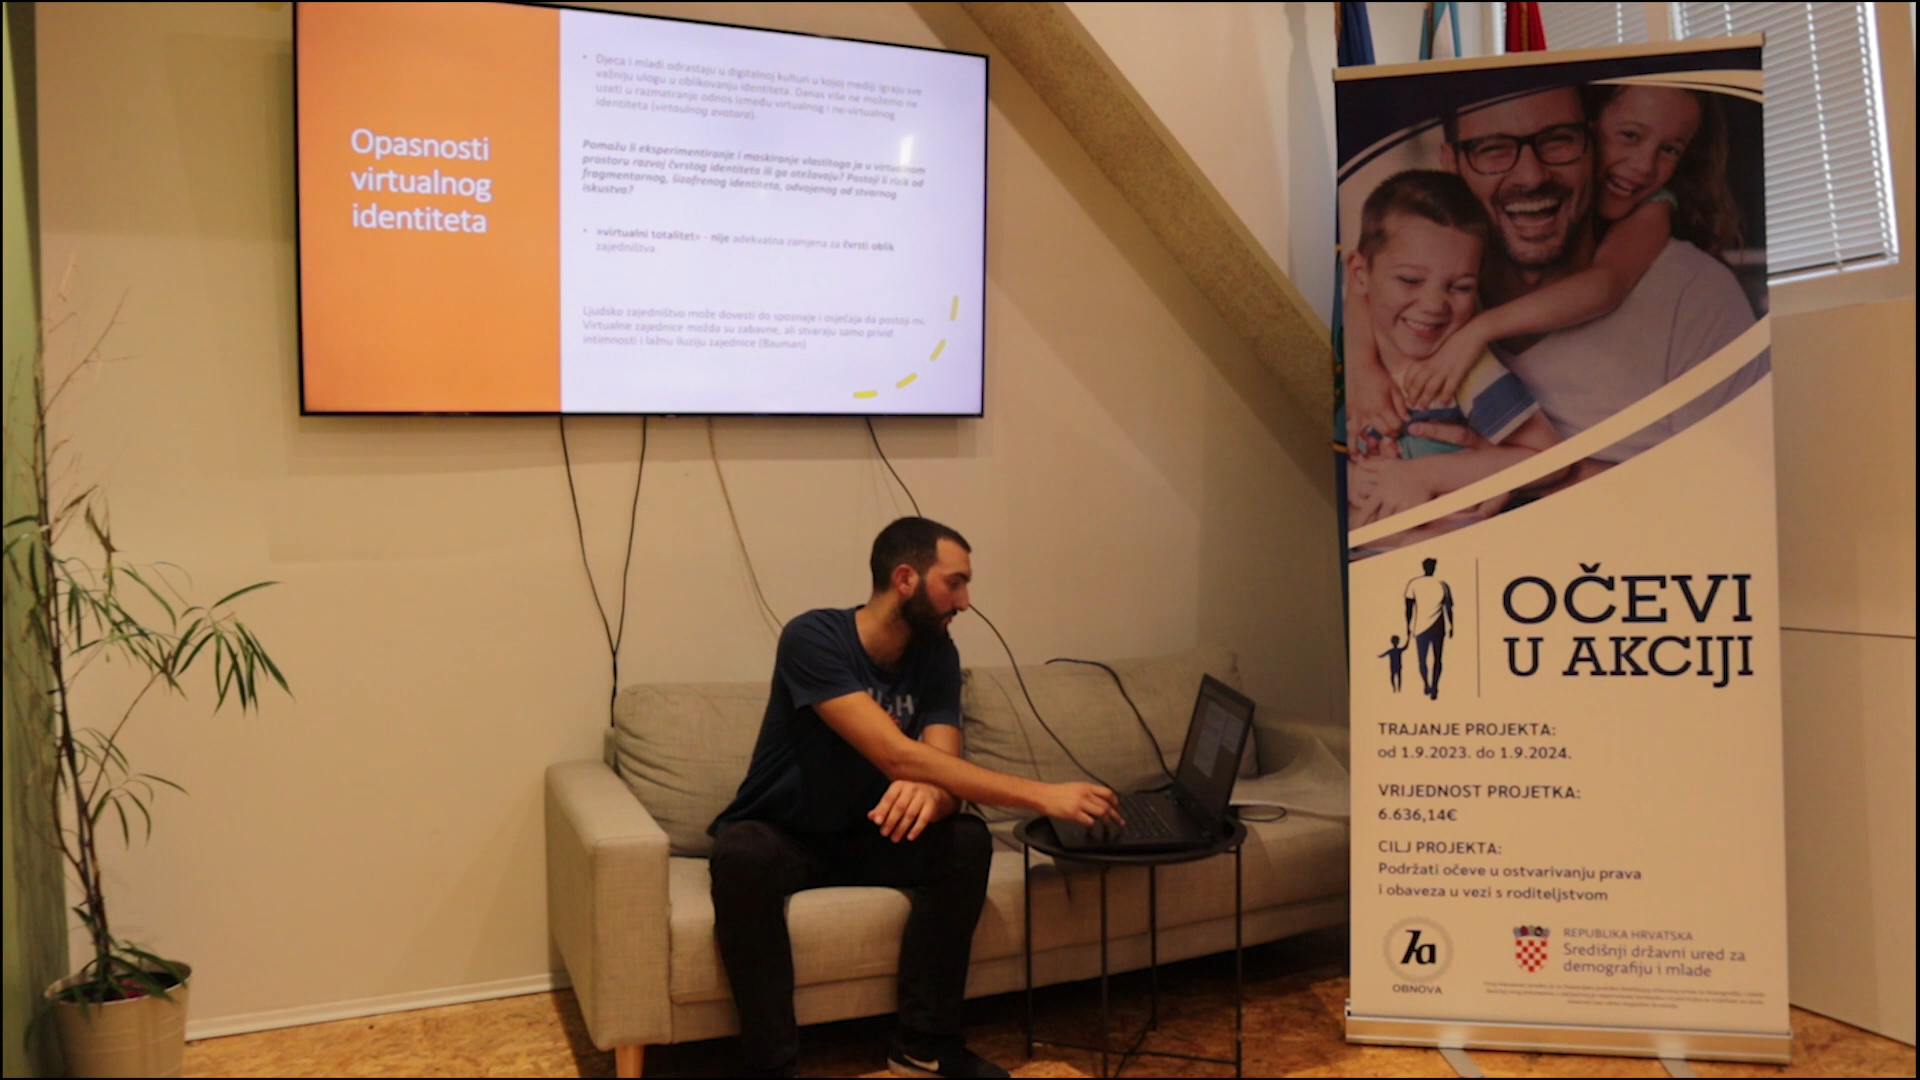 Opasnosti
virtualnog
identiteta
• Djeca i mladi odrastaju u digitalnoj kulturi u kojoj mediji igraju sve
važniju ulogu u oblikovanju identiteta. Danas više ne možemo ne
uzeti u razmatranje odnos između virtualnog i ne-virtualnog
identiteta (virtaulnog avatara).
Pomažu li eksperimentiranje i maskiranje vlastitoga ja u virtualnom
prostoru razvoj čvrstog identiteta ili ga otežavaju? Postoji li rizik od
fragmentarnog, šizofrenog identiteta, odvojenog od stvarnog
iskustva?
• »virtualni totalitet« - nije adekvatna zamjena za čvrsti oblik
zajedništva
Ljudsko zajedništvo može dovesti do spoznaje i osjećaja da postoji mi.
Virtualne zajednice možda su zabavne, ali stvaraju samo privid
intimnosti i lažnu iluziju zajednice (Bauman)
OČEVI
U AKCIJI
TRAJANJE PROJEKTA:
od 1.9.2023. do 1.9.2024.
VRIJEDNOST PROJETKA:
6.636,14€
CILJ PROJEKTA:
Podržati očeve u ostvarivanju prava
i obaveza u vezi s roditeljstvom
za
OBNOVA
REPUBLIKA HRVATSKA
Središnji državni ured za
demografiju i mlade